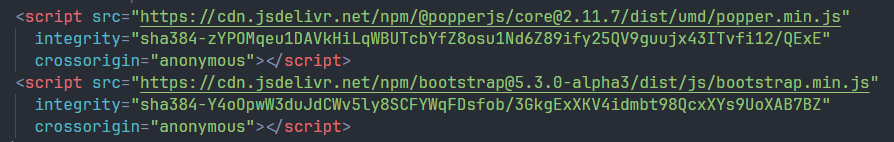 <script src="https://cdn.jsdelivr.net/npm/@popperjs/core@2.11.7/dist/umd/popper.min.js"
integrity="sha384-zYPOMqeu1DAVkHiLqWBUTcbYfZ8osu1Nd6Z89ify25QV9guujx43ITvfi12/QExE"
crossorigin="anonymous"></script>
<script src="https://cdn.jsdelivr.net/npm/bootstrap@5.3.0-alpha3/dist/js/bootstrap.min.js"
integrity="sha384-Y4oOpwW3duJdCWv5ly8SCFYWqFDsfob/3GkgExXKV4idmbt98QcxXYs9UoXAB7BZ"
crossorigin="anonymous"></script>